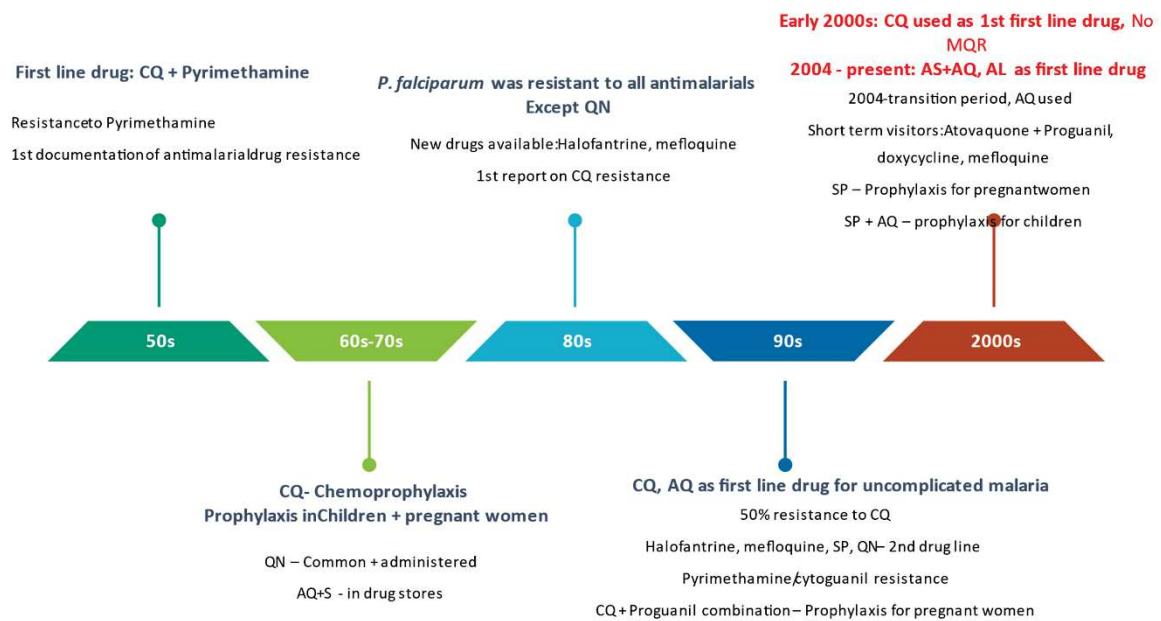 First line drug: CQ + Pyrimethamine
Resistanceto Pyrimethamine
1st documentationof antimalarialdrug resistance
P. falciparum was resistant to all antimalarials
Except QN
New drugs available:Halofantrine, mefloquine
1st report on CQ resistance
Early 2000s: CQ used as 1st first line drug, No
MQR
2004 - present: AS+AQ, AL as first line drug
2004-transition period, AQ used
Short term visitors:Atovaquone + Proguanil,
doxycycline, mefloquine
SP – Prophylaxis for pregnantwomen
SP + AQ – prophylaxis for children
50s
60s-70s
80s
90s
2000s
CQ- Chemoprophylaxis
Prophylaxis inChildren + pregnant women
QN – Common + administered
AQ+S - in drug stores
CQ, AQ as first line drug for uncomplicated malaria
50% resistance to CQ
Halofantrine, mefloquine, SP, QN– 2nd drug line
Pyrimethamine/cytoguanil resistance
CQ + Proguanil combination – Prophylaxis for pregnant women